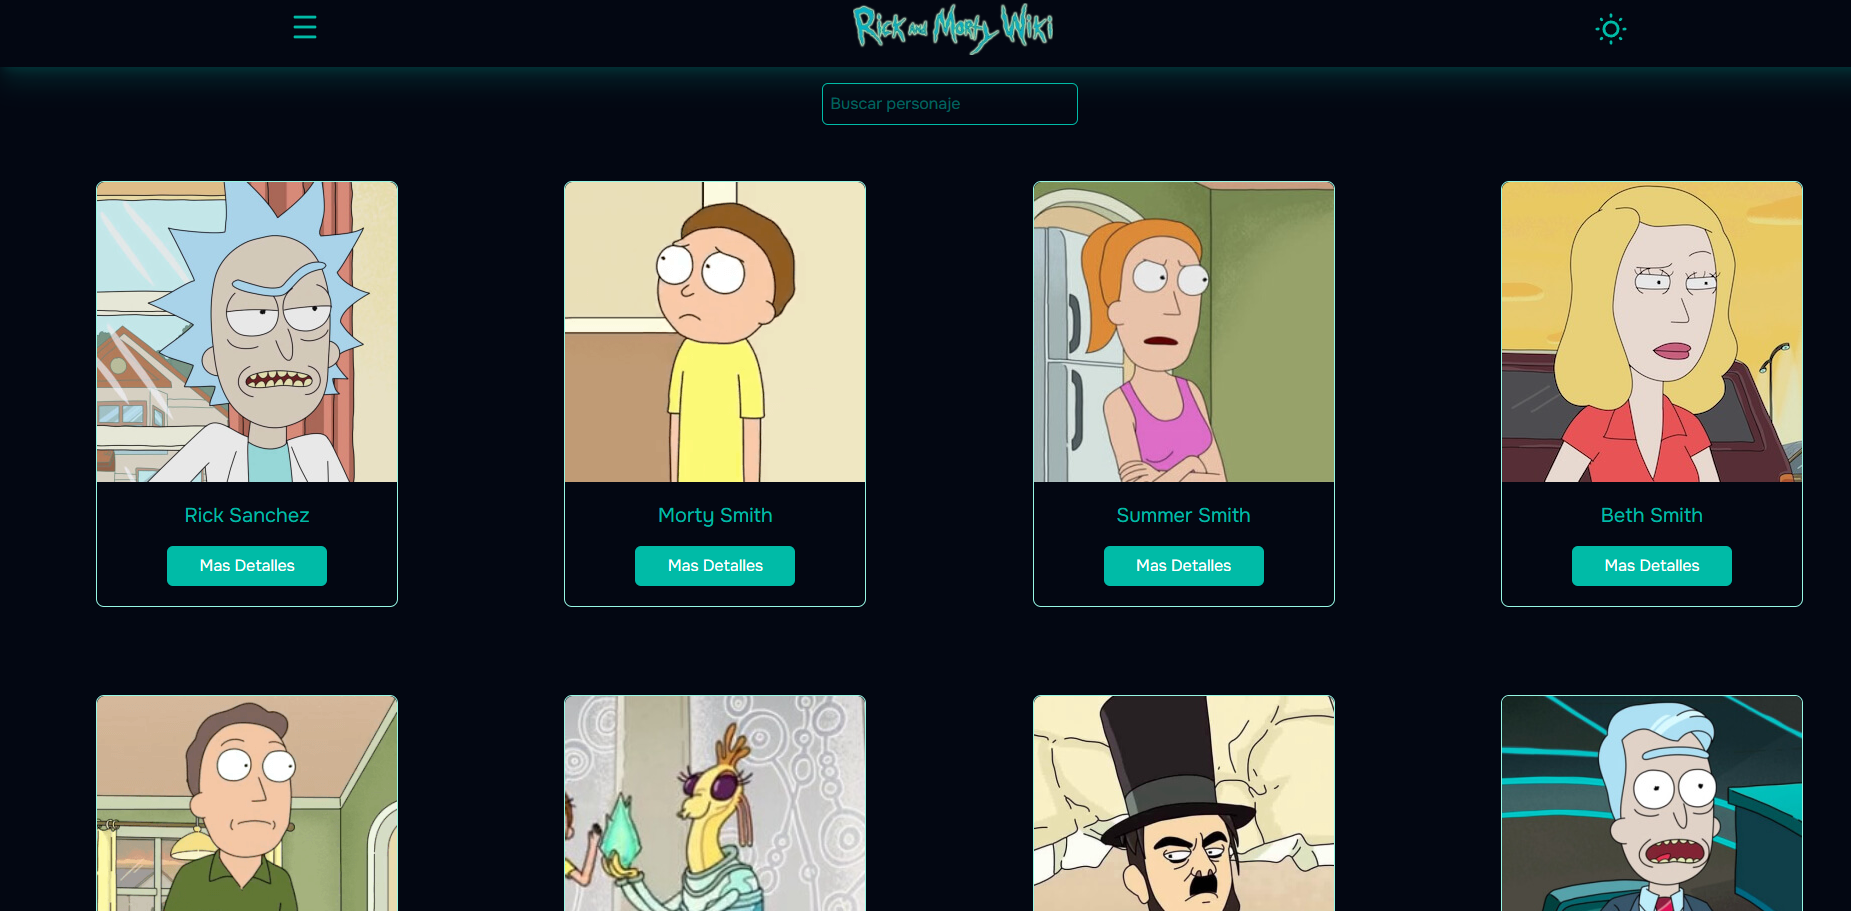 Rick and Morty Wiki
Buscar personaje
Rick Sanchez
Morty Smith
Summer Smith
Beth Smith
Mas Detalles
Mas Detalles
Mas Detalles
Mas Detalles